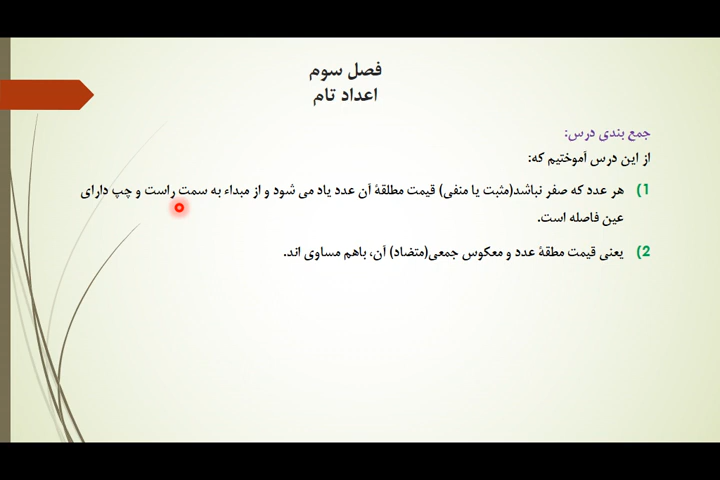 فصل سوم
اعداد تام
جمع بندی درس:
از این درس آموختیم که:
1) هر عدد که صفر نباشد(مثبت یا منفی) قیمت مطلقۀ آن عدد یاد می شود و از مبداء به سمت راست و چپ دارای
عین فاصله است.
2) یعنی قیمت مطقۀ عدد و معکوس جمعی(متضاد) آن، باهم مساوی اند.